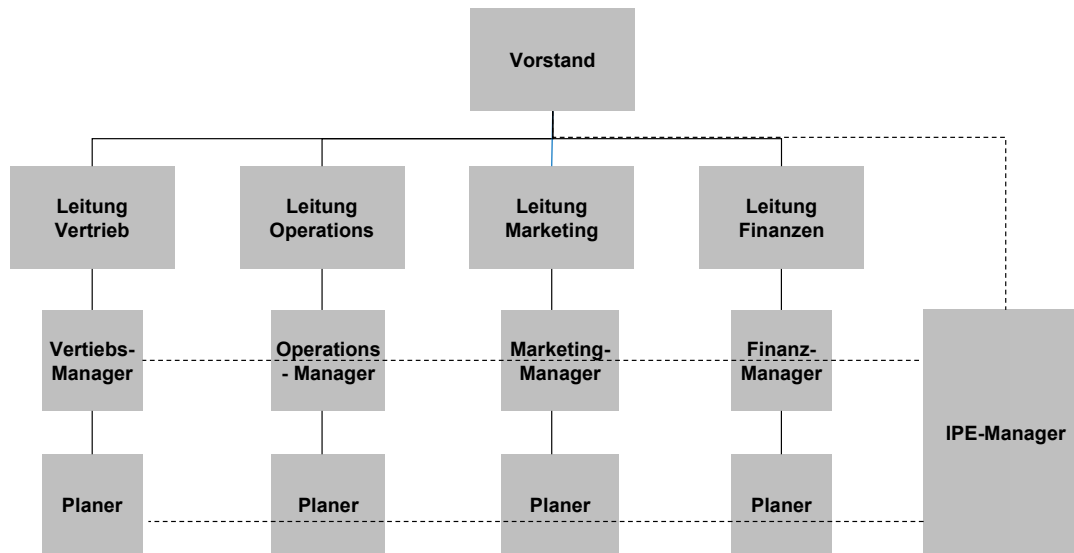 Vorstand
Leitung
Vertrieb
Leitung
Operations
Leitung
Marketing
Leitung
Finanzen
Vertiebs-
Manager
Operations
- Manager
Marketing-
Manager
Finanz-
Manager
IPE-Manager
Planer
Planer
Planer
Planer